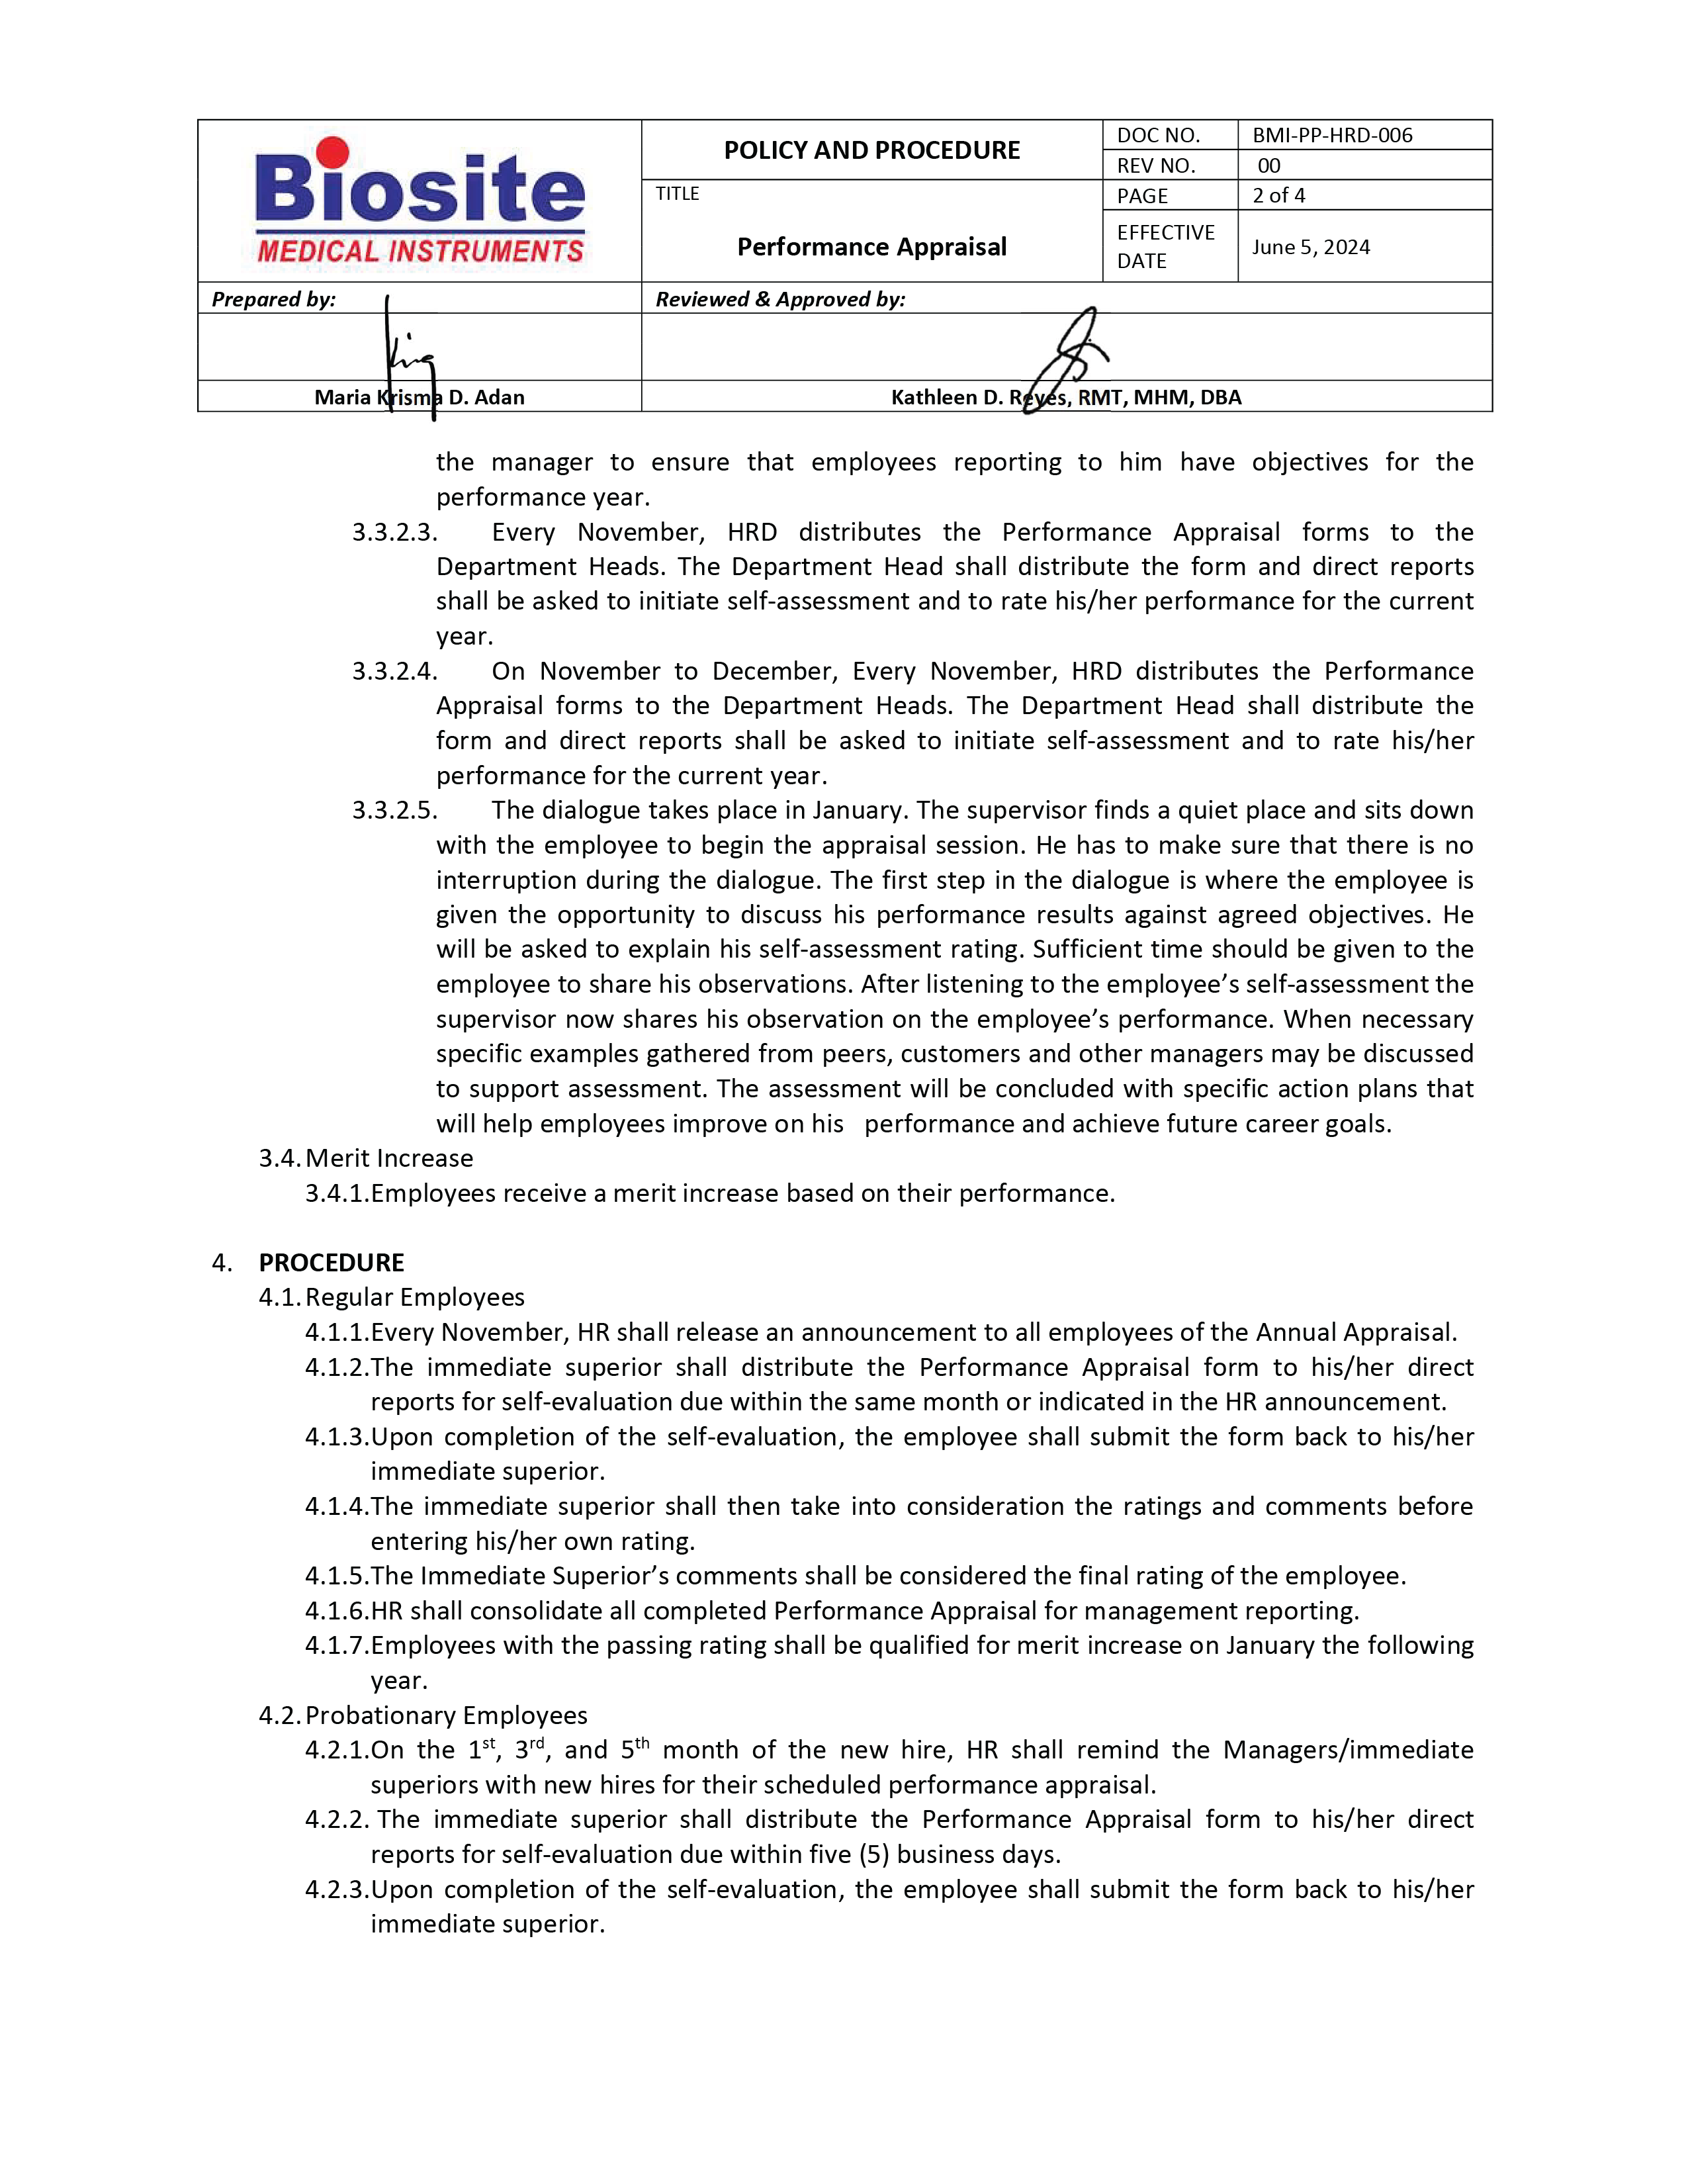 Biosite
MEDICAL INSTRUMENTS
POLICY AND PROCEDURE
DOC NO. BMI-PP-HRD-006
REV NO. 00
TITLE
Performance Appraisal
PAGE 2 of 4
EFFECTIVE DATE June 5, 2024
Prepared by:
Reviewed & Approved by:
Maria Krisma D. Adan
Kathleen D. Reyes, RMT, MHM, DBA
the manager to ensure that employees reporting to him have objectives for the
performance year.
3.3.2.3. Every November, HRD distributes the Performance Appraisal forms to the
Department Heads. The Department Head shall distribute the form and direct reports
shall be asked to initiate self-assessment and to rate his/her performance for the current
year.
3.3.2.4. On November to December, Every November, HRD distributes the Performance
Appraisal forms to the Department Heads. The Department Head shall distribute the
form and direct reports shall be asked to initiate self-assessment and to rate his/her
performance for the current year.
3.3.2.5. The dialogue takes place in January. The supervisor finds a quiet place and sits down
with the employee to begin the appraisal session. He has to make sure that there is no
interruption during the dialogue. The first step in the dialogue is where the employee is
given the opportunity to discuss his performance results against agreed objectives. He
will be asked to explain his self-assessment rating. Sufficient time should be given to the
employee to share his observations. After listening to the employee’s self-assessment the
supervisor now shares his observation on the employee’s performance. When necessary
specific examples gathered from peers, customers and other managers may be discussed
to support assessment. The assessment will be concluded with specific action plans that
will help employees improve on his performance and achieve future career goals.
3.4. Merit Increase
3.4.1. Employees receive a merit increase based on their performance.
4. PROCEDURE
4.1. Regular Employees
4.1.1. Every November, HR shall release an announcement to all employees of the Annual Appraisal.
4.1.2. The immediate superior shall distribute the Performance Appraisal form to his/her direct
reports for self-evaluation due within the same month or indicated in the HR announcement.
4.1.3. Upon completion of the self-evaluation, the employee shall submit the form back to his/her
immediate superior.
4.1.4. The immediate superior shall then take into consideration the ratings and comments before
entering his/her own rating.
4.1.5. The Immediate Superior’s comments shall be considered the final rating of the employee.
4.1.6. HR shall consolidate all completed Performance Appraisal for management reporting.
4.1.7. Employees with the passing rating shall be qualified for merit increase on January the following
year.
4.2. Probationary Employees
4.2.1. On the 1st, 3rd, and 5th month of the new hire, HR shall remind the Managers/immediate
superiors with new hires for their scheduled performance appraisal.
4.2.2. The immediate superior shall distribute the Performance Appraisal form to his/her direct
reports for self-evaluation due within five (5) business days.
4.2.3. Upon completion of the self-evaluation, the employee shall submit the form back to his/her
immediate superior.